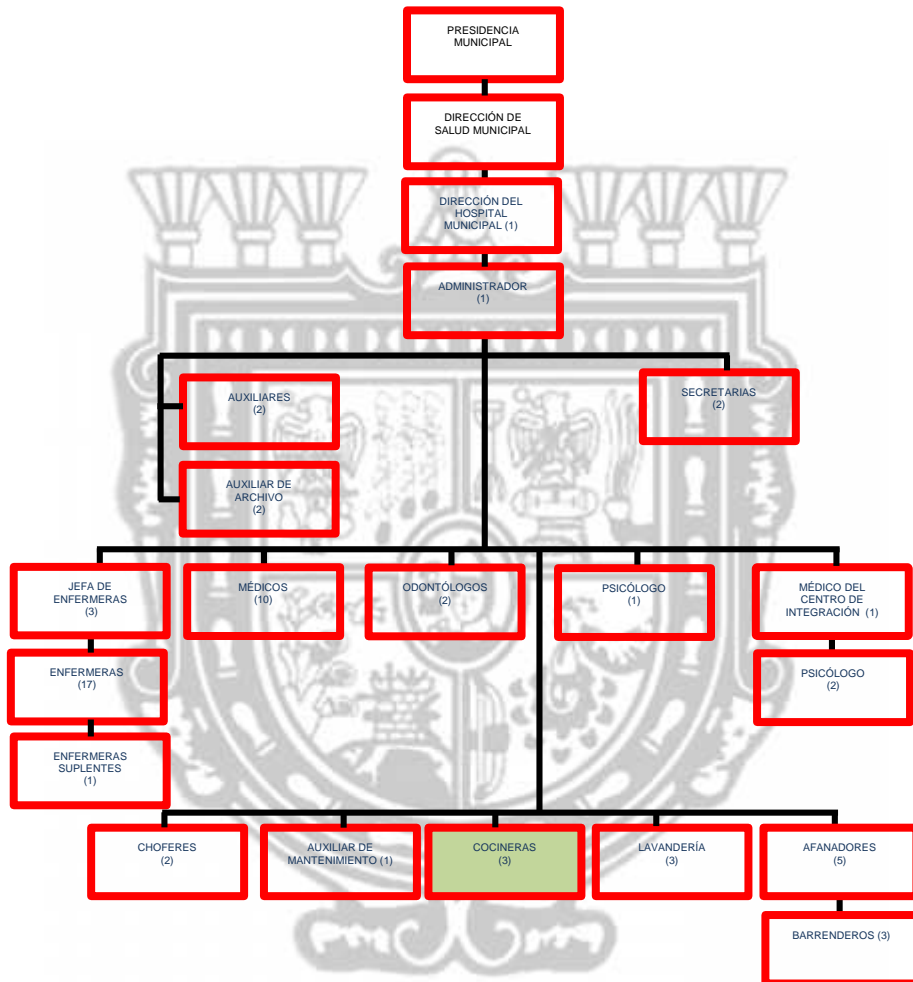 PRESIDENCIA
MUNICIPAL
DIRECCIÓN DE
SALUD MUNICIPAL
DIRECCIÓN DEL
HOSPITAL
MUNICIPAL (1)
ADMINISTRADOR
(1)
AUXILIARES
(2)
SECRETARIAS
(2)
AUXILIAR DE
ARCHIVO
(2)
JEFA DE
ENFERMERAS
(3)
MÉDICOS
(10)
ODONTÓLOGOS
(2)
PSICÓLOGO
(1)
MÉDICO DEL
CENTRO DE
INTEGRACIÓN (1)
ENFERMERAS
(17)
PSICÓLOGO
(2)
ENFERMERAS
SUPLENTES
(1)
CHOFERES
(2)
AUXILIAR DE
MANTENIMIENTO (1)
COCINERAS
(3)
LAVANDERÍA
(3)
AFANADORES
(5)
BARRENDEROS (3)